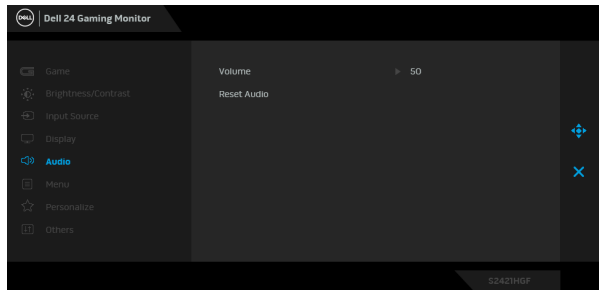 DELL Dell 24 Gaming Monitor
Game
Volume 50
Brightness/Contrast
Reset Audio
Input Source
Display
Audio
Menu
Personalize
Others
S2421HGF